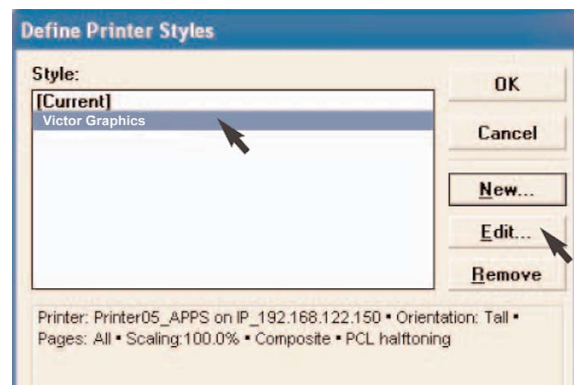 Define Printer Styles
Style:
[Current]
Victor Graphics
OK
Cancel
New...
Edit...
Remove
Printer: Printer05_APPS on IP_192.168.122.150 ▪ Orientation: Tall ▪
Pages: All ▪ Scaling:100.0% ▪ Composite ▪ PCL halftoning